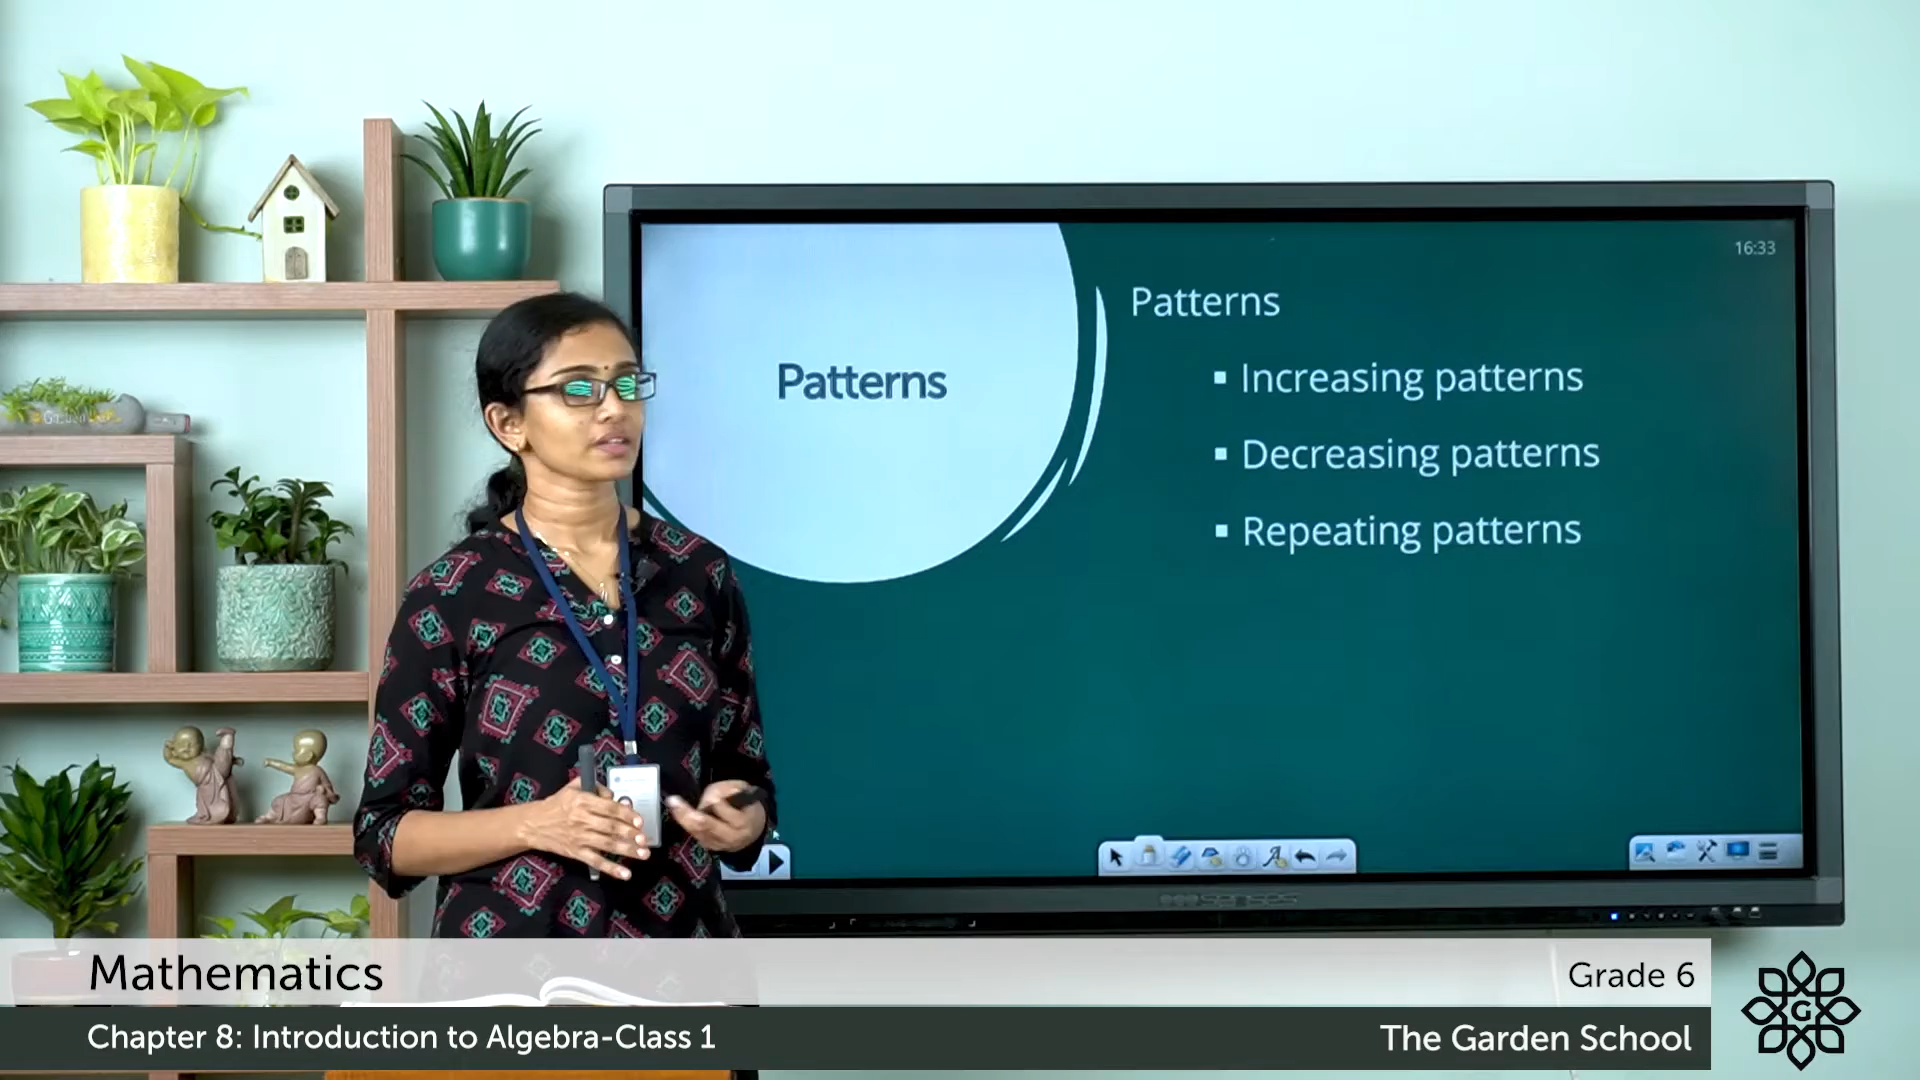 16:33
Patterns
Patterns
▪ Increasing patterns
▪ Decreasing patterns
▪ Repeating patterns
Mathematics
Grade 6
Chapter 8: Introduction to Algebra-Class 1
The Garden School
G